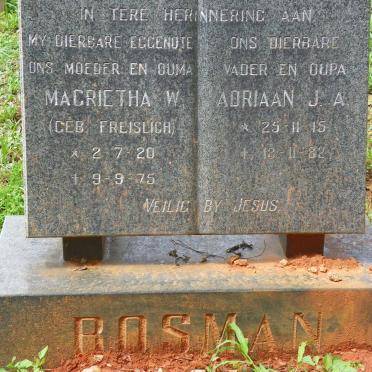 IN TERE HERINNERING AAN
MY DIERBARE EGGENOTE
ONS MOEDER EN OUMA
MAGRIETHA W.
(GEB. FREISLICH)
* 2-7-20
† 9-9-75
ONS DIERBARE
VADER EN OUPA
ADRIAAN J. A.
* 25-11-15
† 12-11-82
VEILIG BY JESUS
BOSMAN